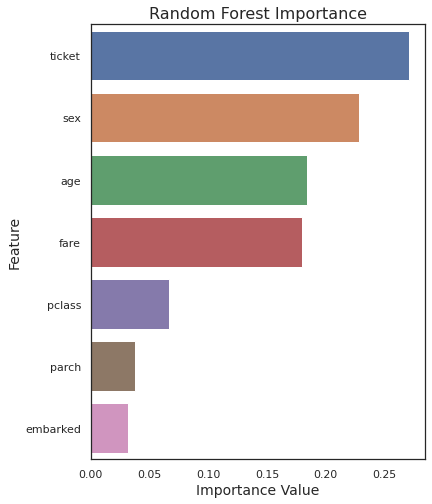 Random Forest Importance
ticket
sex
age
fare
pclass
parch
embarked
Feature
0.00 0.05 0.10 0.15 0.20 0.25
Importance Value